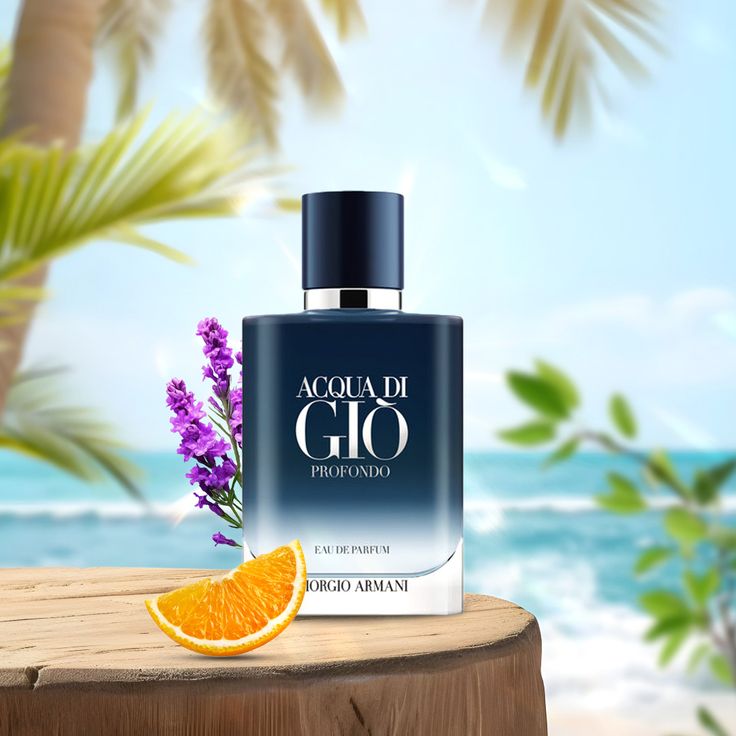 ACQUA DI
GIÒ
PROFONDO
EAU DE PARFUM
IORGIO ARMANI